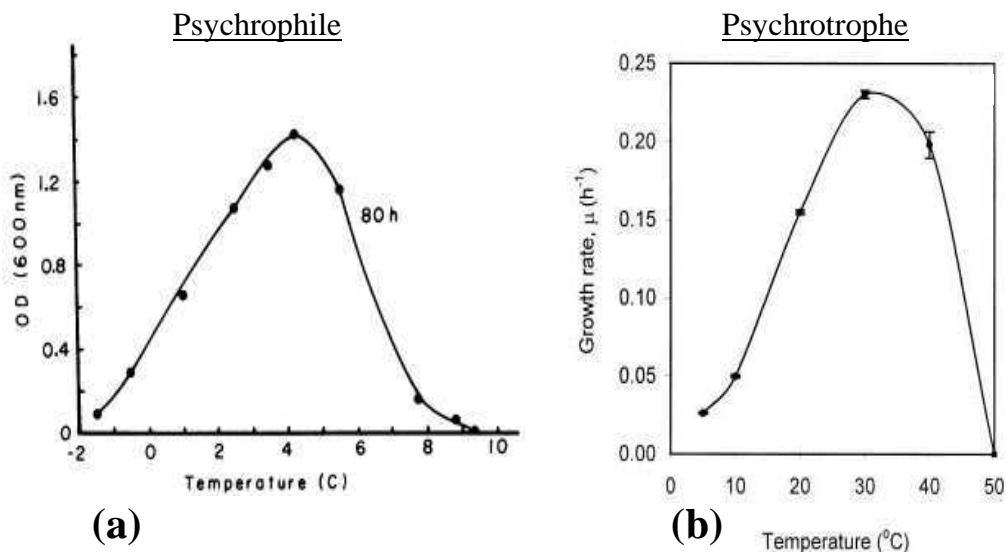 Psychrophile
1.6
1.2
0.8
0.4
0
OD (600nm)
80h
-2 0 2 4 6 8 10
Temperature (C)
(a)
Psychrotrophe
0.25
0.20
0.15
0.10
0.05
0.00
Growth rate, μ (h⁻¹)
0 10 20 30 40 50
Temperature (⁰C)
(b)